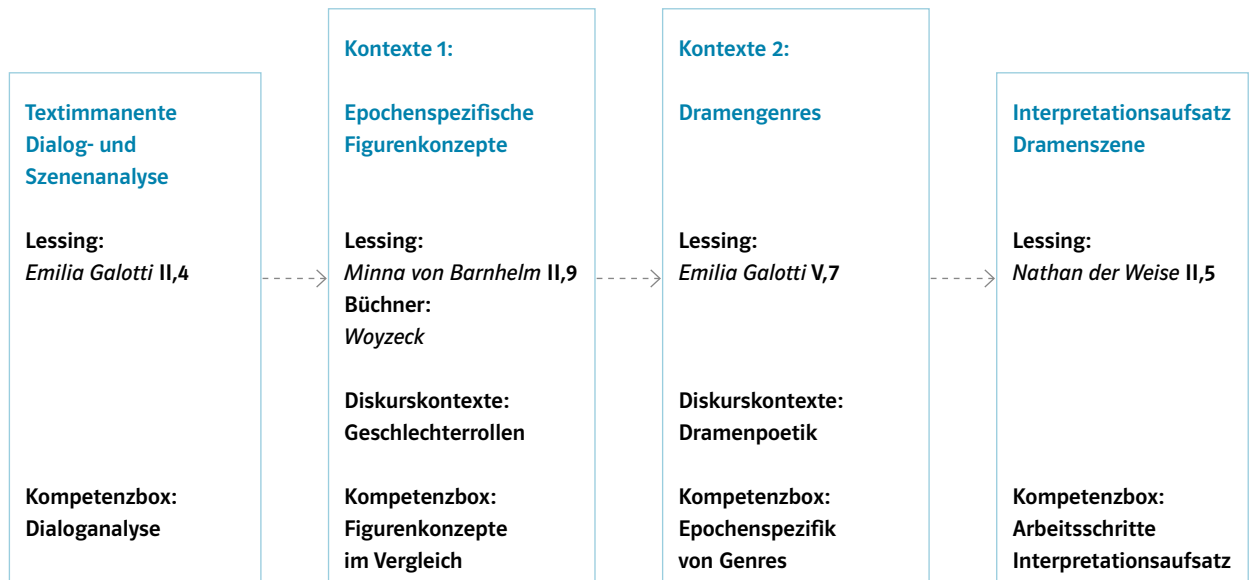 Textimmanente
Dialog- und
Szenenanalyse
Lessing:
Emilia Galotti II,4
Kompetenzbox:
Dialoganalyse
Kontexte 1:
Epochenspezifische
Figurenkonzepte
Lessing:
Minna von Barnhelm II,9
Büchner:
Woyzeck
Diskurskontexte:
Geschlechterrollen
Kompetenzbox:
Figurenkonzepte
im Vergleich
Kontexte 2:
Dramengenres
Lessing:
Emilia Galotti V,7
Diskurskontexte:
Dramenpoetik
Kompetenzbox:
Epochenspezifik
von Genres
Interpretationsaufsatz
Dramenszene
Lessing:
Nathan der Weise II,5
Kompetenzbox:
Arbeitsschritte
Interpretationsaufsatz